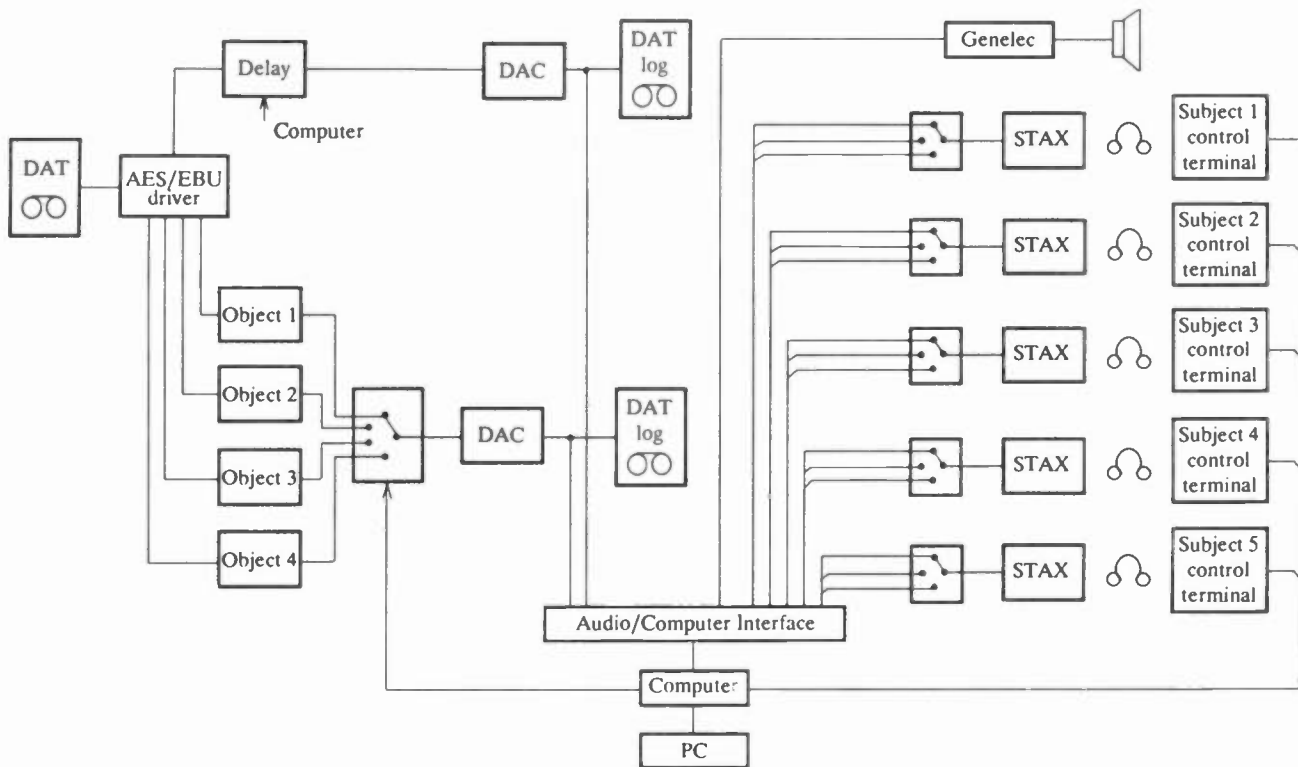 DAT
log
Genelec
Delay
DAC
Computer
Subject 1
control
terminal
STAX
DAT
AES/EBU
driver
Subject 2
control
terminal
STAX
Object 1
Subject 3
control
terminal
STAX
Object 2
DAC
DAT
log
Object 3
Subject 4
control
terminal
STAX
Object 4
Subject 5
control
terminal
STAX
Audio/Computer Interface
Computer
PC